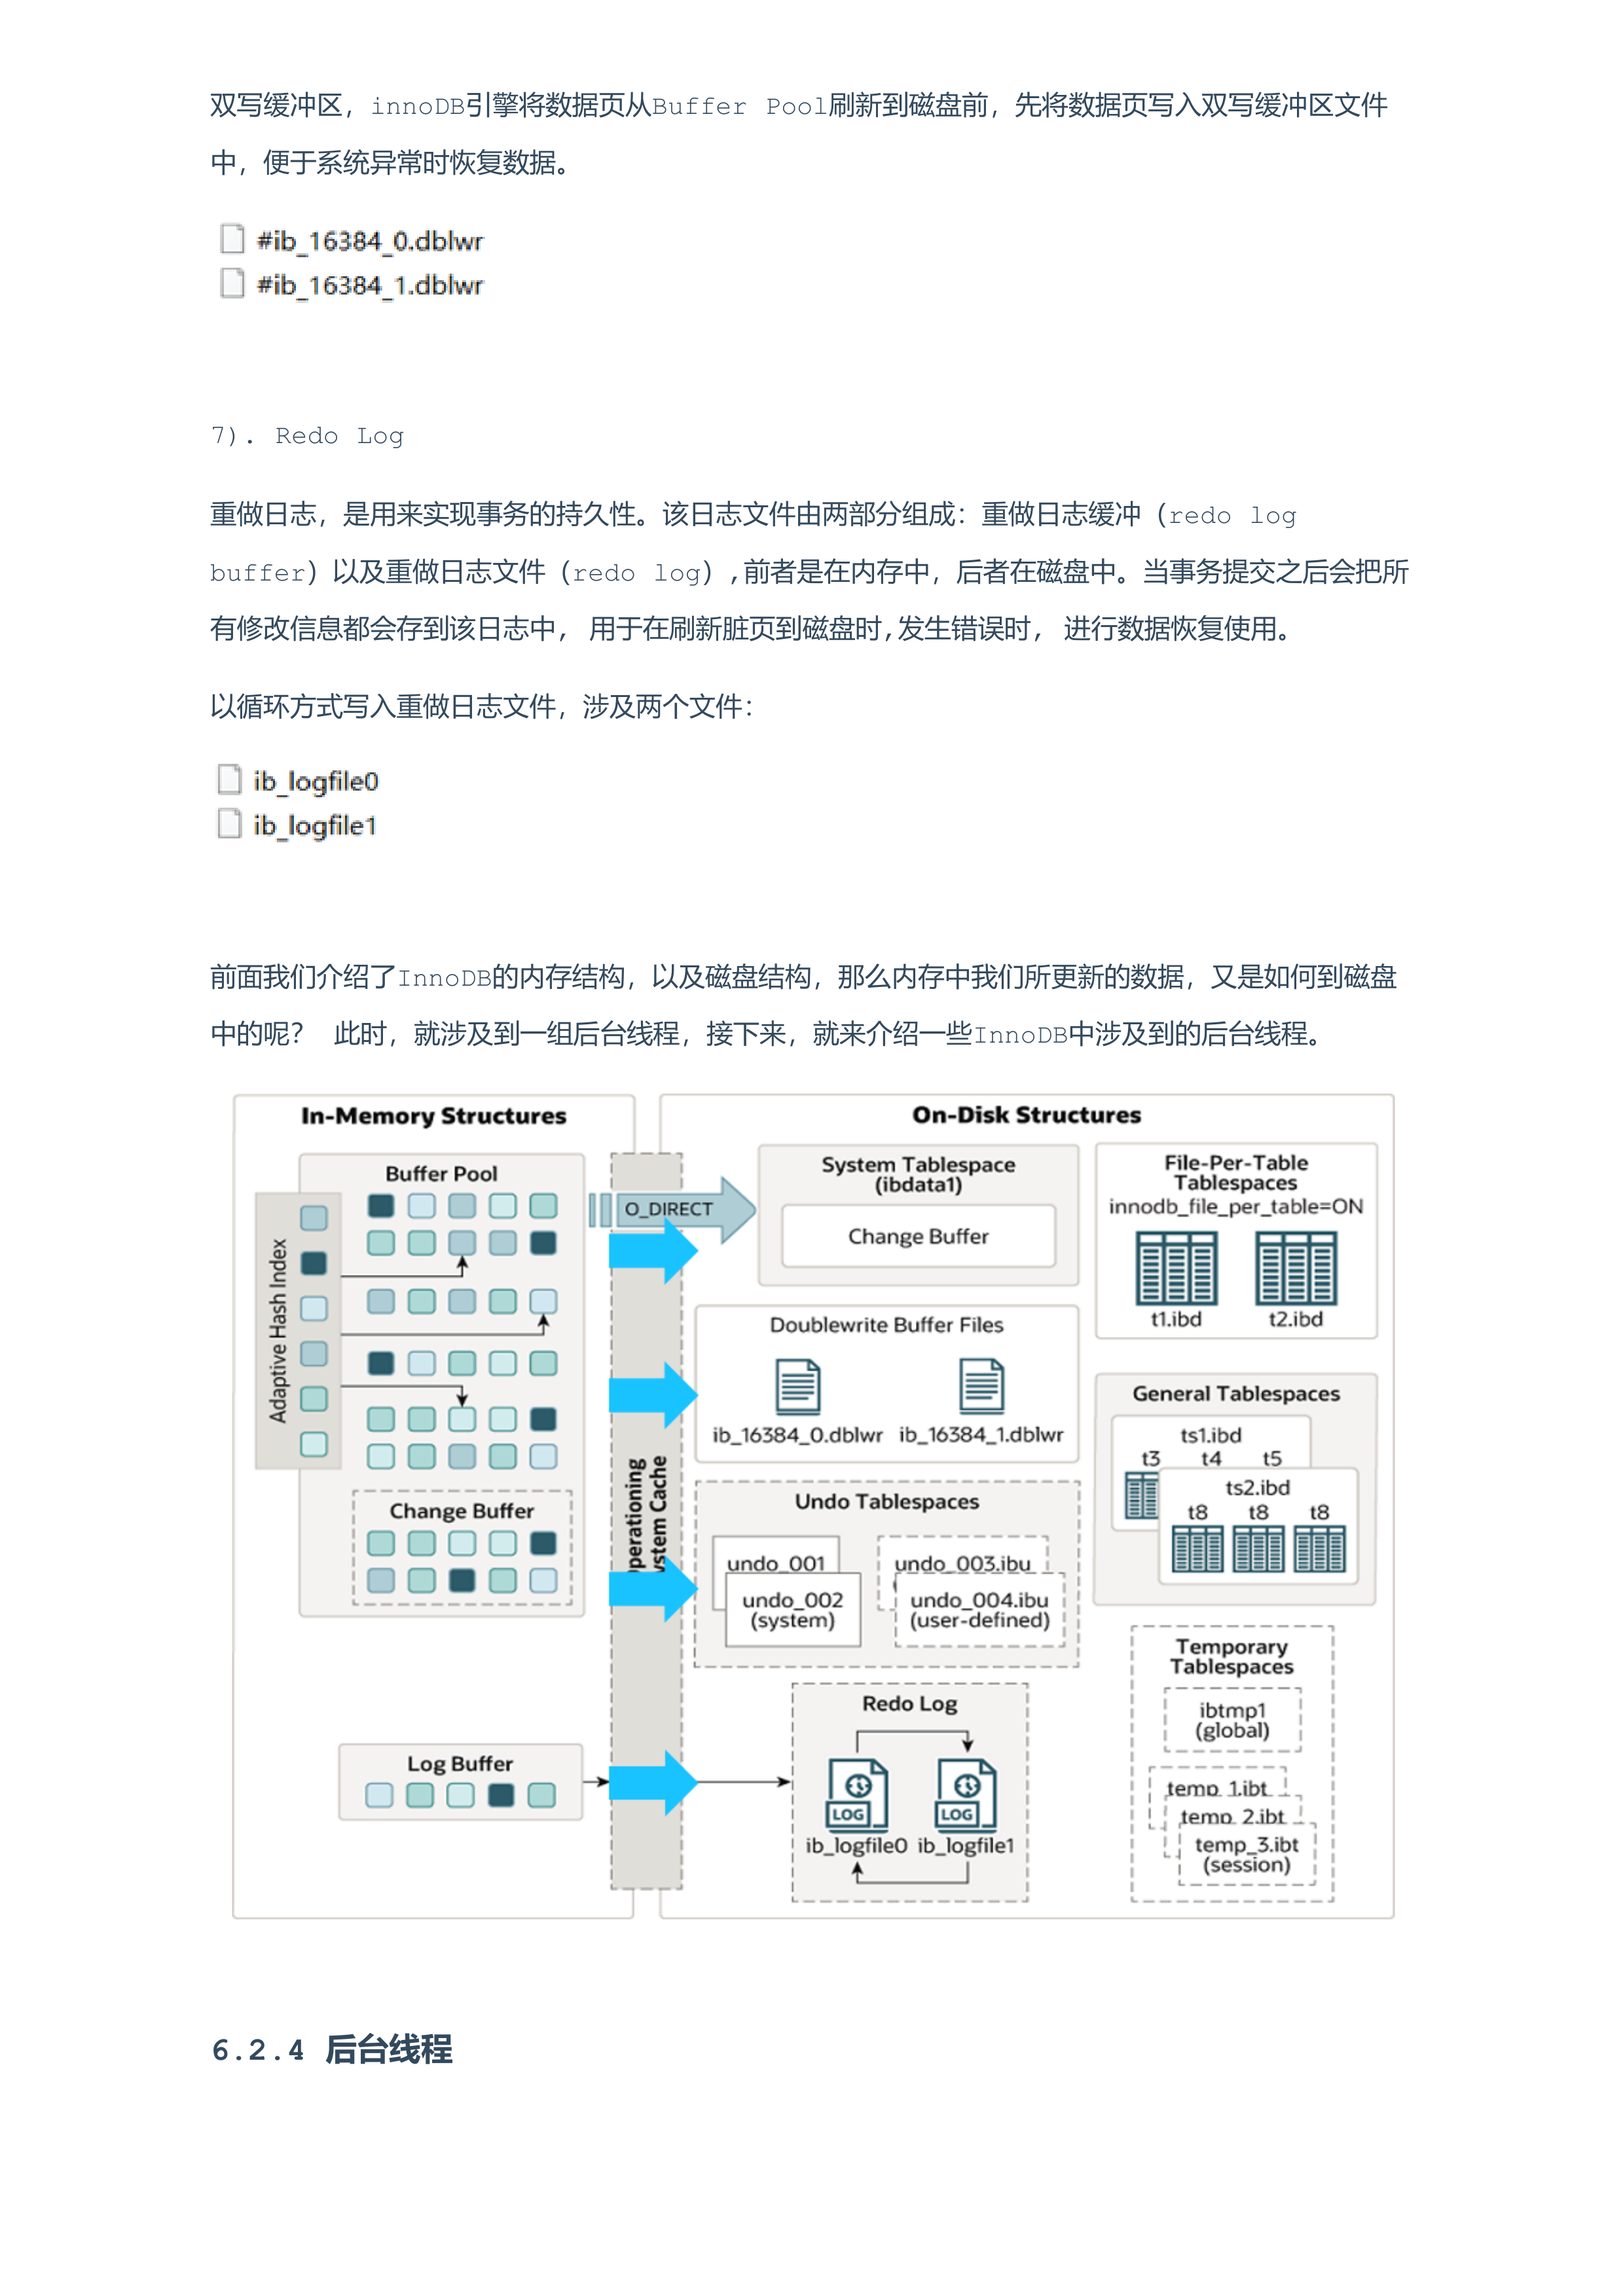 双写缓冲区，innoDB引擎将数据页从Buffer Pool刷新到磁盘前，先将数据页写入双写缓冲区文件
中，便于系统异常时恢复数据。
#ib_16384_0.dblwr
#ib_16384_1.dblwr
7). Redo Log
重做日志，是用来实现事务的持久性。该日志文件由两部分组成：重做日志缓冲（redo log
buffer）以及重做日志文件（redo log）,前者是在内存中，后者在磁盘中。当事务提交之后会把所
有修改信息都会存到该日志中, 用于在刷新脏页到磁盘时,发生错误时, 进行数据恢复使用。
以循环方式写入重做日志文件，涉及两个文件：
ib_logfile0
ib_logfile1
前面我们介绍了InnoDB的内存结构，以及磁盘结构，那么内存中我们所更新的数据，又是如何到磁盘
中的呢？ 此时，就涉及到一组后台线程，接下来，就来介绍一些InnoDB中涉及到的后台线程。
In-Memory Structures
Buffer Pool
Adaptive Hash Index
Change Buffer
Log Buffer
O_DIRECT
On-Disk Structures
System Tablespace
(ibdata1)
Change Buffer
Doublewrite Buffer Files
ib_16384_0.dblwr ib_16384_1.dblwr
Undo Tablespaces
undo_001
undo_002
(system)
undo_003.ibu
undo_004.ibu
(user-defined)
Redo Log
LOG LOG
ib_logfile0 ib_logfile1
File-Per-Table
Tablespaces
innodb_file_per_table=ON
t1.ibd t2.ibd
General Tablespaces
ts1.ibd
t3 t4 t5
ts2.ibd
t8 t8 t8
Temporary
Tablespaces
ibtmp1
(global)
temp_1.ibt
temp_2.ibt
temp_3.ibt
(session)
6.2.4 后台线程